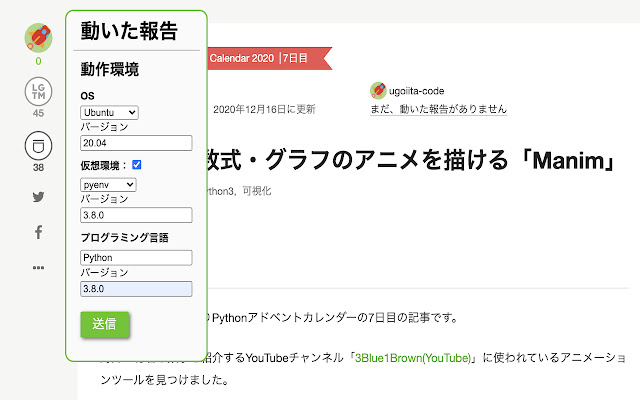 0
LGTM
45
38
動いた報告
動作環境
OS
Ubuntu
バージョン
20.04
仮想環境：
pyenv
バージョン
3.8.0
プログラミング言語
Python
バージョン
3.8.0
送信
Calendar 2020 | 7日目
2020年12月16日に更新
ugoiita-code
まだ、動いた報告がありません
数式・グラフのアニメを描ける「Manim」
ython3, 可視化
Pythonアドベントカレンダーの7日目の記事です。
紹介するYouTubeチャンネル「3Blue1Brown(YouTube)」に使われているアニメーショ
ンツールを見つけました。